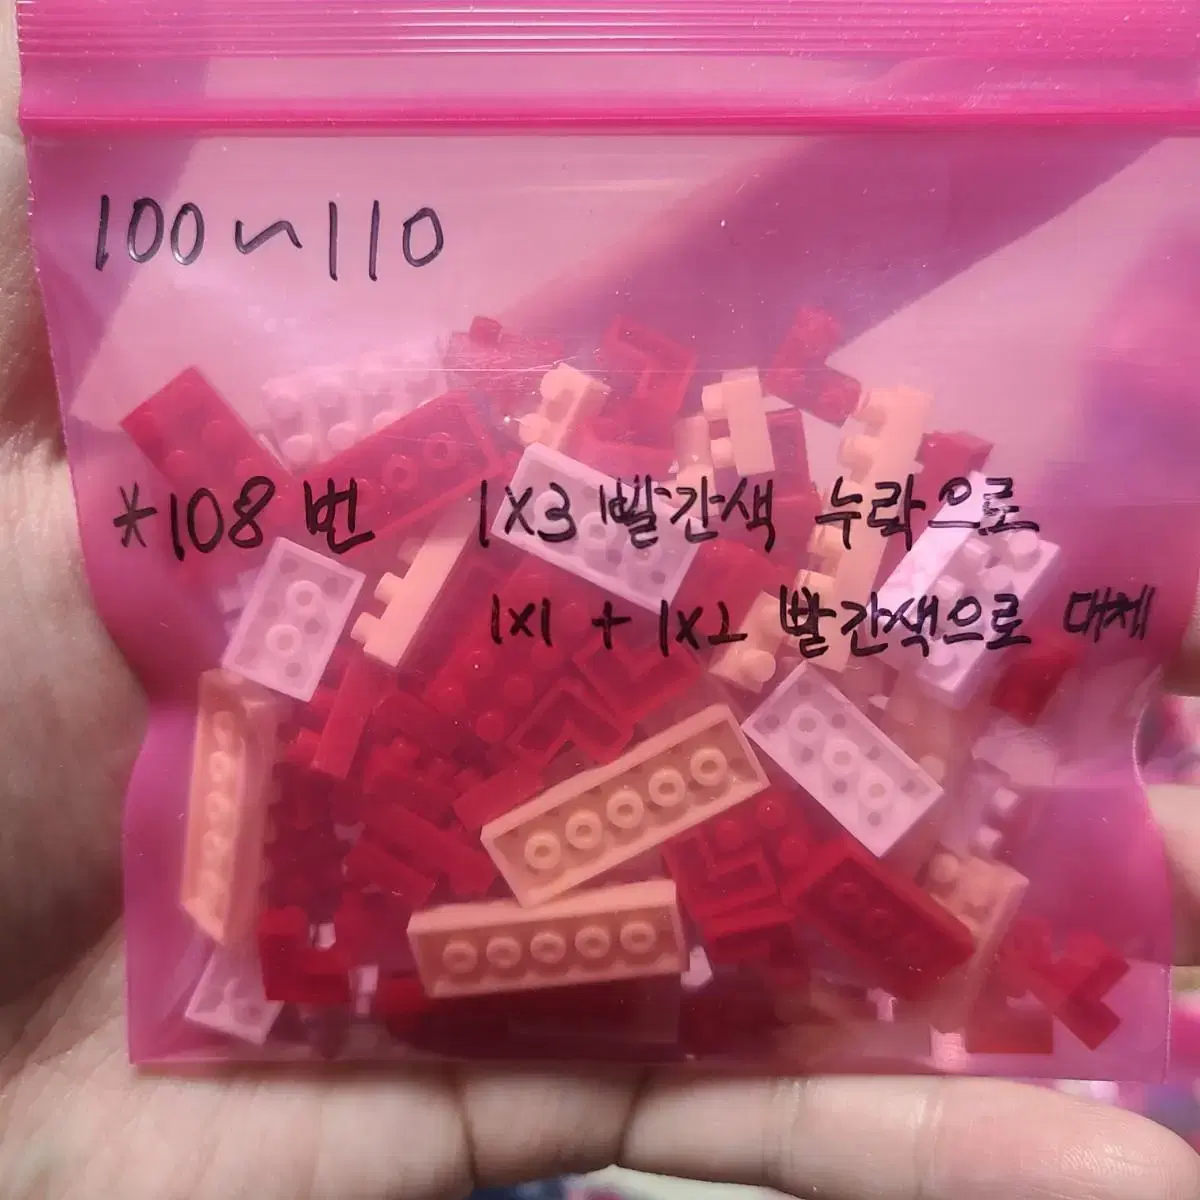 100~110
*108번 1x3 빨간색 누락으로
1x1 + 1x2 빨간색으로 대체